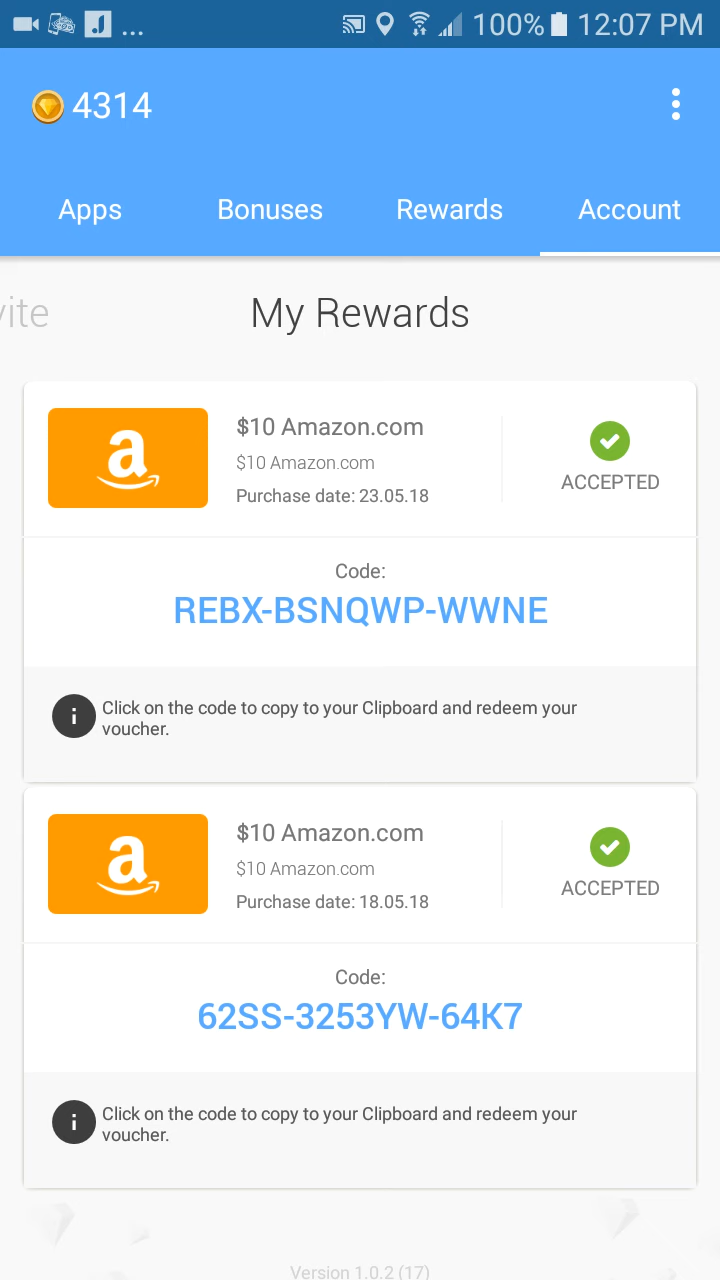 ... 100% 12:07 PM
4314
Apps Bonuses Rewards Account
vite My Rewards
a
$10 Amazon.com
$10 Amazon.com
Purchase date: 23.05.18
ACCEPTED
Code:
REBX-BSNQWP-WWNE
i
Click on the code to copy to your Clipboard and redeem your
voucher.
a
$10 Amazon.com
$10 Amazon.com
Purchase date: 18.05.18
ACCEPTED
Code:
62SS-3253YW-64K7
i
Click on the code to copy to your Clipboard and redeem your
voucher.
Version 1.0.2 (17)